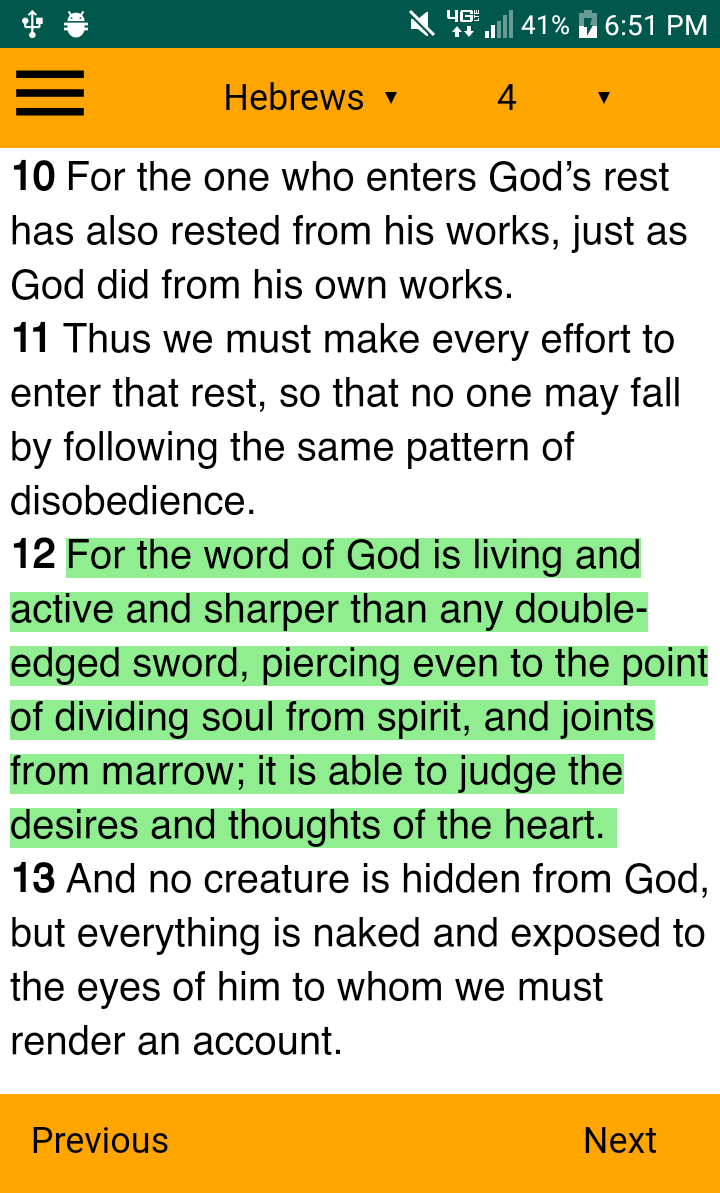 4G LTE 41% 6:51 PM
Hebrews ▼ 4 ▼
10 For the one who enters God’s rest
has also rested from his works, just as
God did from his own works.
11 Thus we must make every effort to
enter that rest, so that no one may fall
by following the same pattern of
disobedience.
12 For the word of God is living and
active and sharper than any double-
edged sword, piercing even to the point
of dividing soul from spirit, and joints
from marrow; it is able to judge the
desires and thoughts of the heart.
13 And no creature is hidden from God,
but everything is naked and exposed to
the eyes of him to whom we must
render an account.
Previous Next